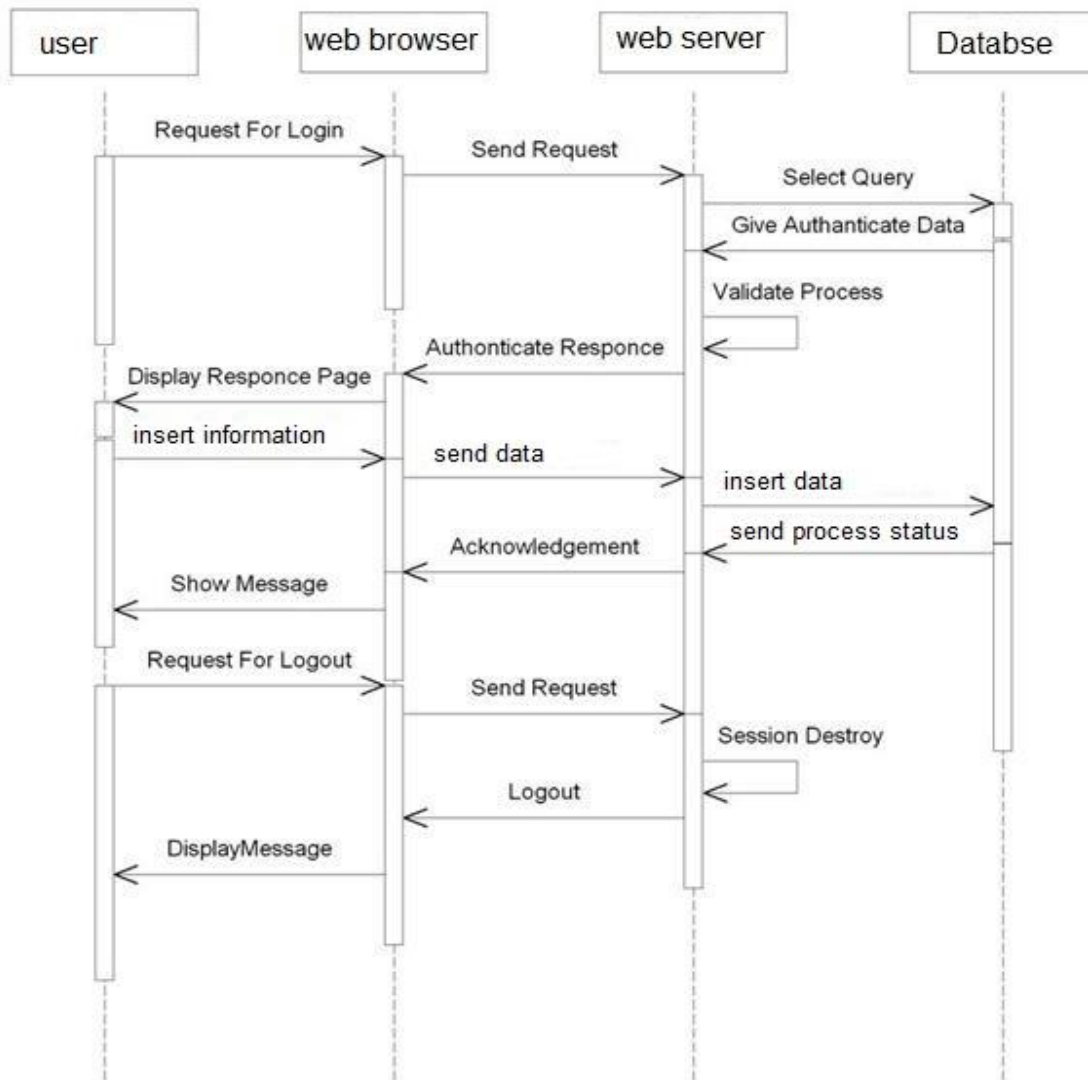 user
web browser
web server
Databse
Request For Login
Send Request
Select Query
Give Authanticate Data
Validate Process
Authonticate Responce
Display Responce Page
insert information
send data
insert data
send process status
Acknowledgement
Show Message
Request For Logout
Send Request
Session Destroy
Logout
DisplayMessage